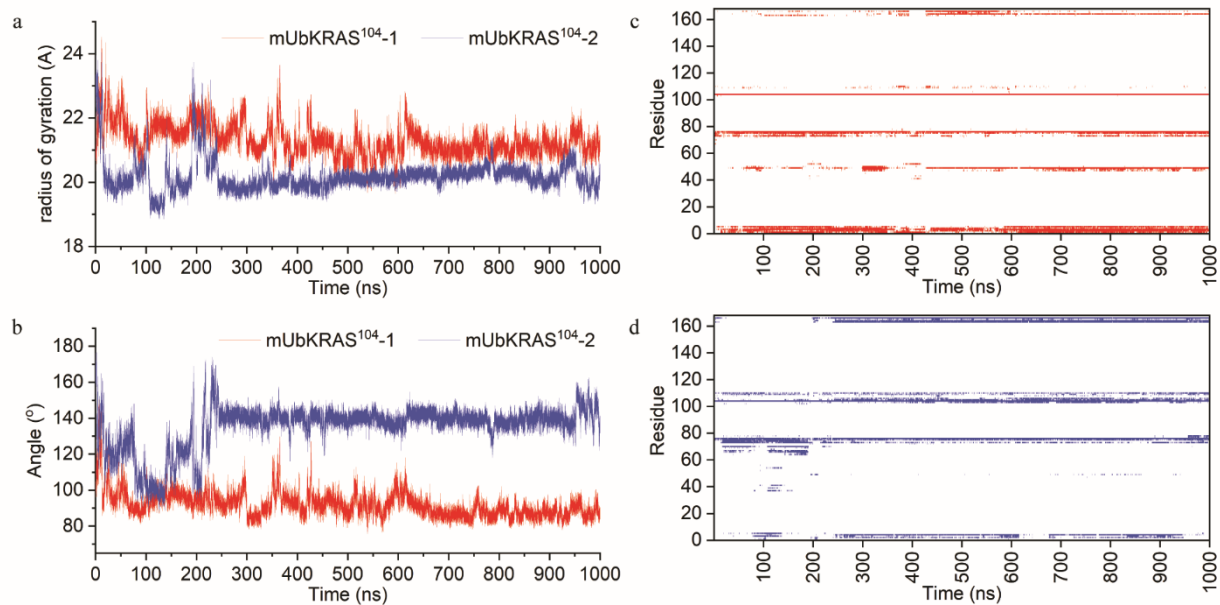 a
radius of gyration (A)
24
22
20
18
mUbKRAS¹⁰⁴-1
mUbKRAS¹⁰⁴-2
0 100 200 300 400 500 600 700 800 900 1000
Time (ns)
b
Angle (°)
180
160
140
120
100
80
mUbKRAS¹⁰⁴-1
mUbKRAS¹⁰⁴-2
0 100 200 300 400 500 600 700 800 900 1000
Time (ns)
c
Residue
160
140
120
100
80
60
40
20
0
100 200 300 400 500 600 700 800 900 1000
Time (ns)
d
Residue
160
140
120
100
80
60
40
20
0
100 200 300 400 500 600 700 800 900 1000
Time (ns)